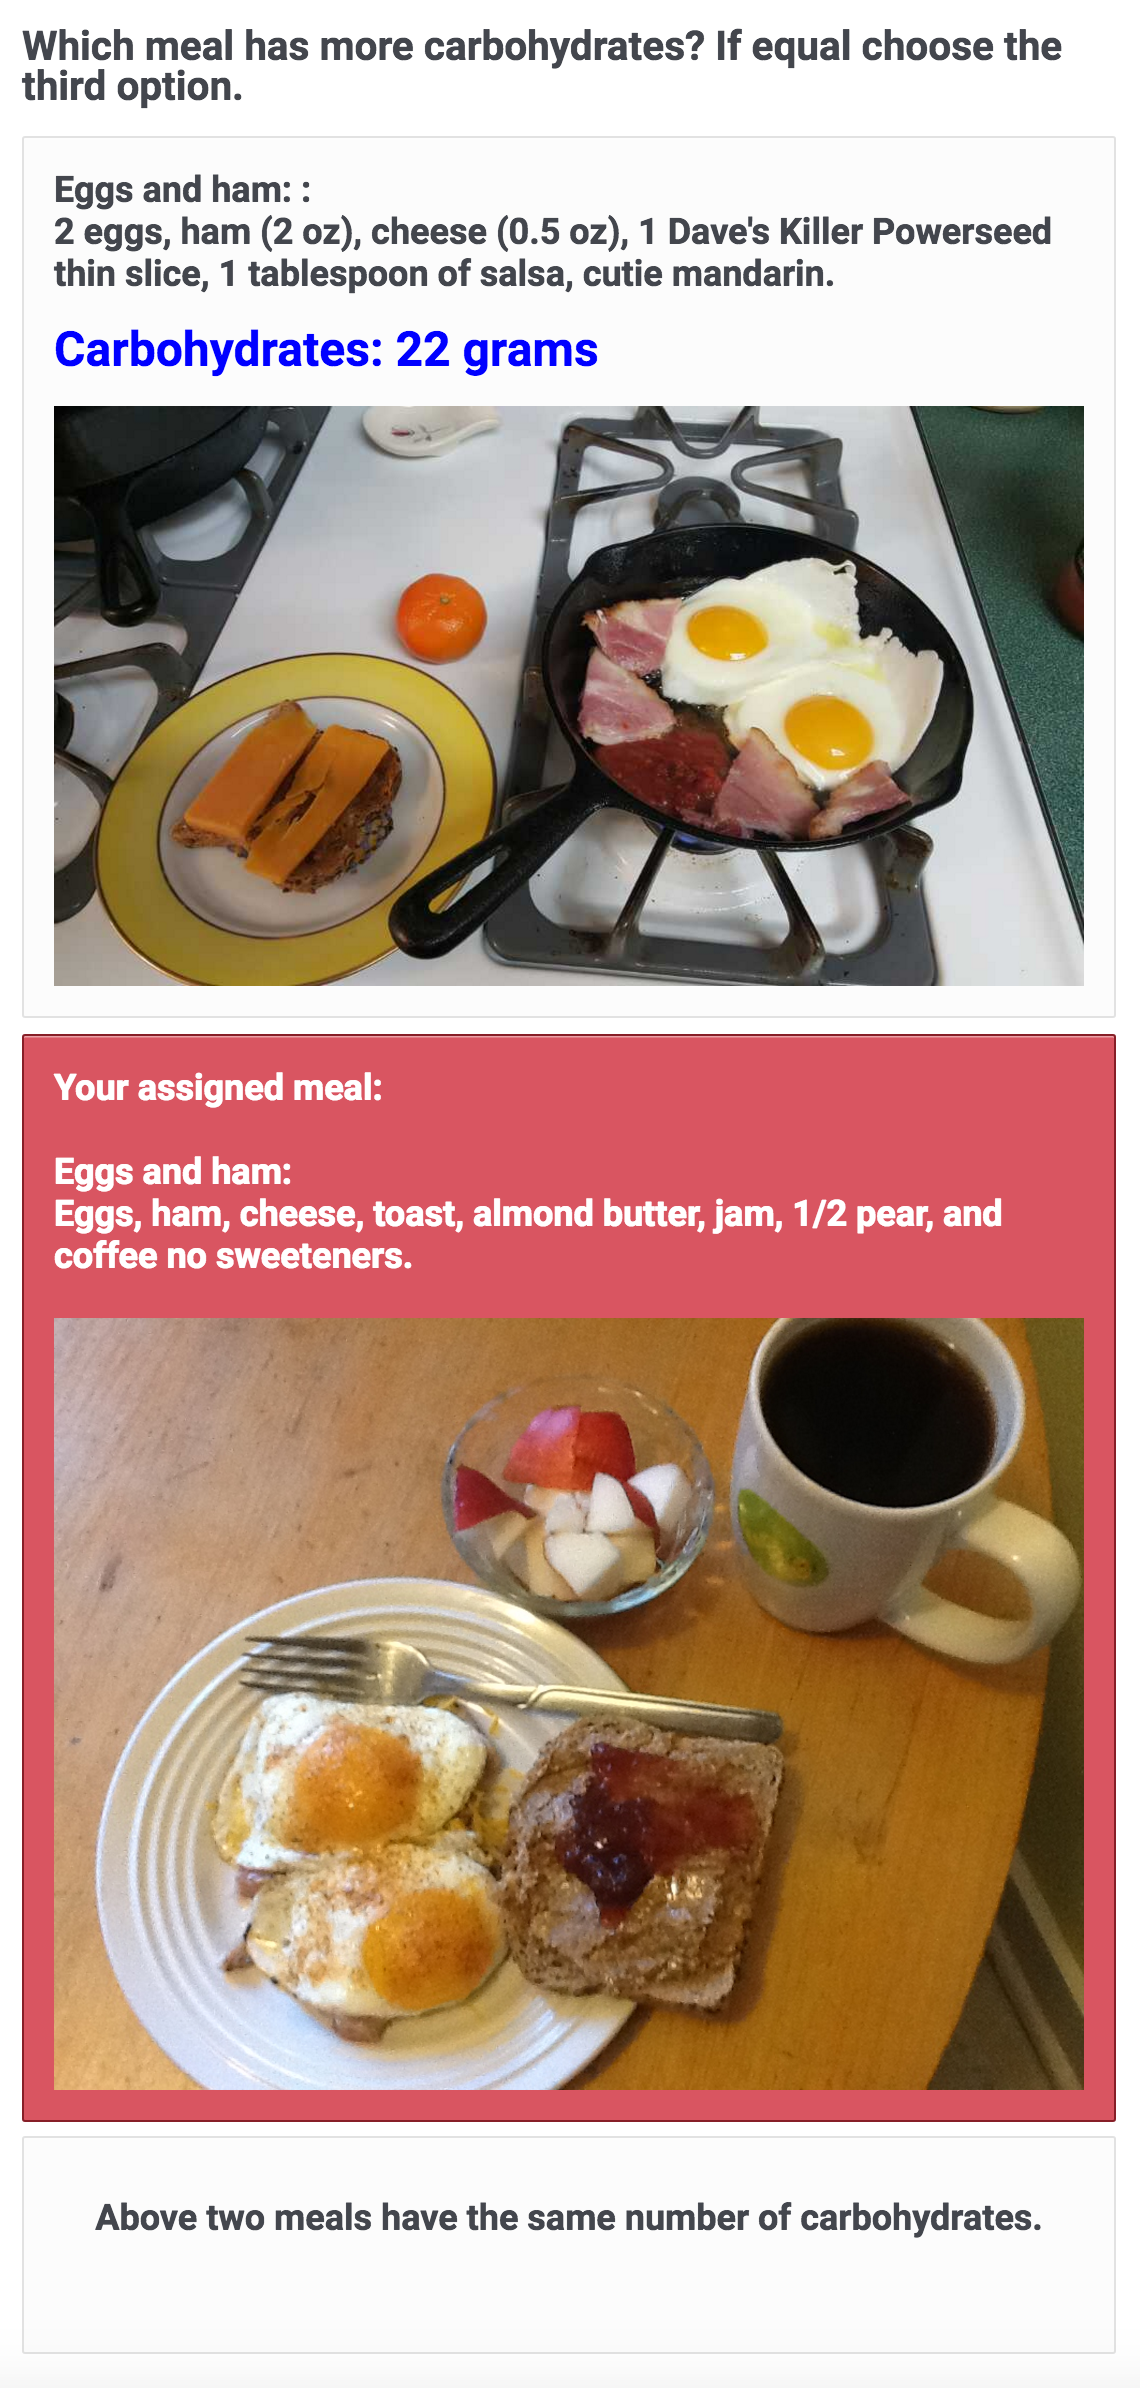 Which meal has more carbohydrates? If equal choose the
third option.
Eggs and ham: :
2 eggs, ham (2 oz), cheese (0.5 oz), 1 Dave's Killer Powerseed
thin slice, 1 tablespoon of salsa, cutie mandarin.
Carbohydrates: 22 grams
Your assigned meal:
Eggs and ham:
Eggs, ham, cheese, toast, almond butter, jam, 1/2 pear, and
coffee no sweeteners.
Above two meals have the same number of carbohydrates.